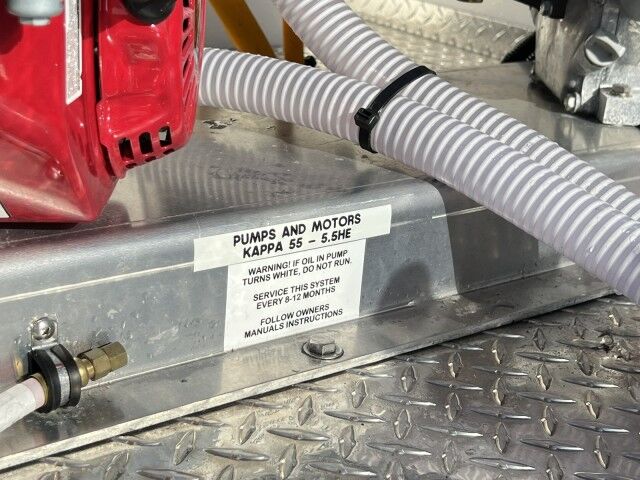 PUMPS AND MOTORS
KAPPA 55 - 5.5HE
WARNING! IF OIL IN PUMP
TURNS WHITE, DO NOT RUN.
SERVICE THIS SYSTEM
EVERY 8-12 MONTHS
FOLLOW OWNERS
MANUALS INSTRUCTIONS